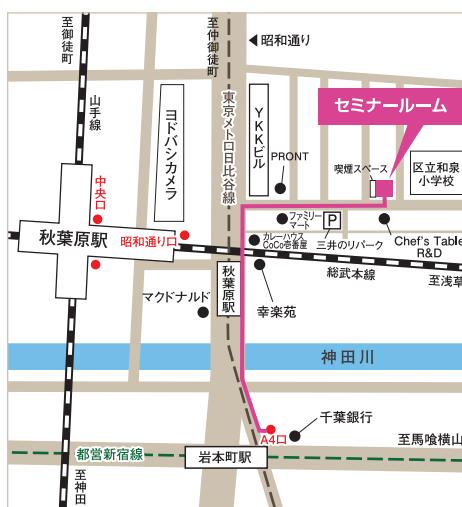 至御徒町
至仲御徒町
昭和通り
山手線
ヨドバシカメラ
東京メトロ日比谷線
YKKビル
セミナールーム
PRONT
喫煙スペース
区立和泉
小学校
中央口
ファミリー
マート
P
昭和通り口
秋葉原駅
カレーハウス
CoCo壱番屋
三井のリパーク
Chef's Table
R&D
総武本線
至浅草
秋葉原駅
マクドナルド
幸楽苑
神田川
千葉銀行
A4口
至馬喰横山
都営新宿線
岩本町駅
至神田